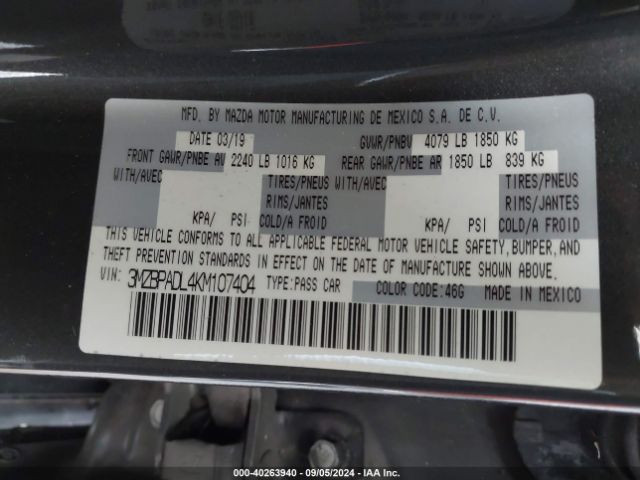 MFD. BY MAZDA MOTOR MANUFACTURING DE MEXICO S.A. DE C.V.
DATE 03/19 GVWR/PNBV 4079 LB 1850 KG
FRONT GAWR/PNBE AV 2240 LB 1016 KG REAR GAWR/PNBE AR 1850 LB 839 KG
WITH/AVEC TIRES/PNEUS WITH/AVEC TIRES/PNEUS
RIMS/JANTES RIMS/JANTES
KPA/ PSI COLD/A FROID KPA/ PSI COLD/A FROID
THIS VEHICLE CONFORMS TO ALL APPLICABLE FEDERAL MOTOR VEHICLE SAFETY, BUMPER, AND
THEFT PREVENTION STANDARDS IN EFFECT ON THE DATE OF MANUFACTURE SHOWN ABOVE.
VIN: 3MZBPADL4KM107404 TYPE:PASS CAR COLOR CODE:46G MADE IN MEXICO
000-40263940 - 09/05/2024 - IAA Inc.